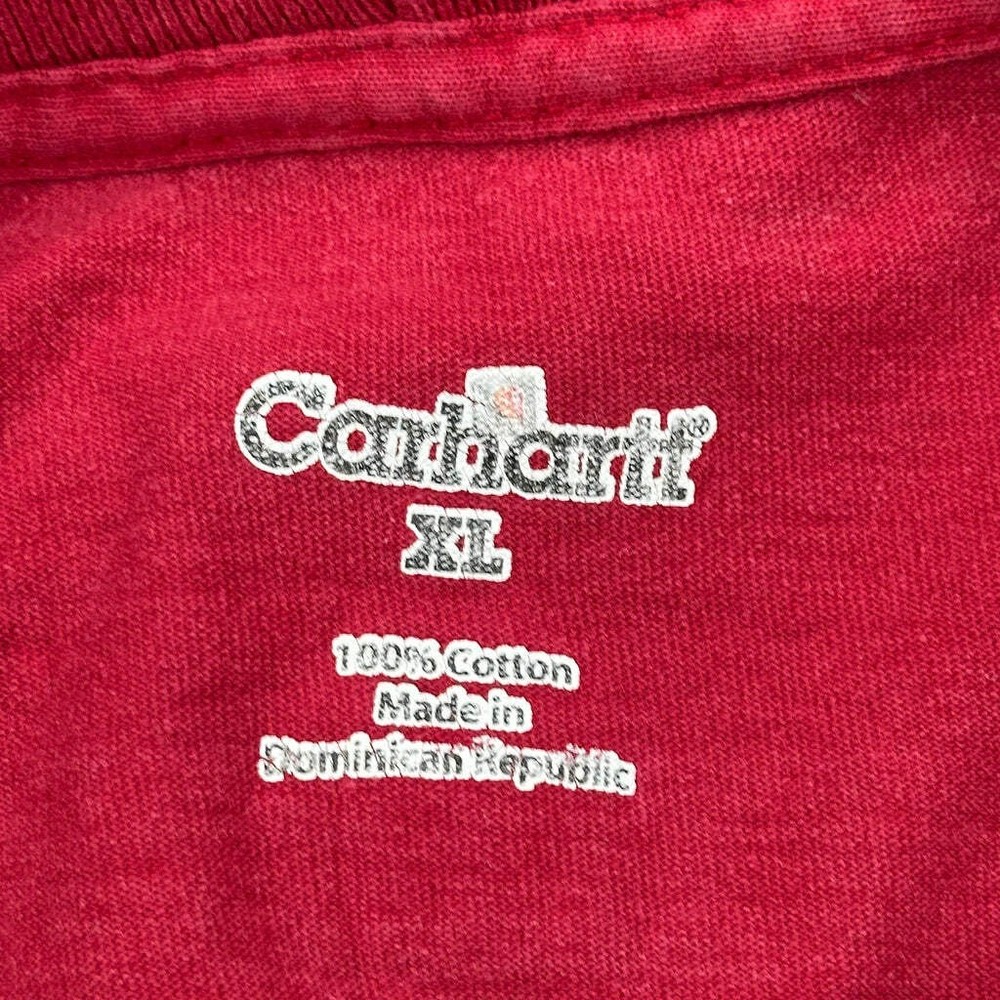 Carhartt®
XL
100% Cotton
Made in
Dominican Republic